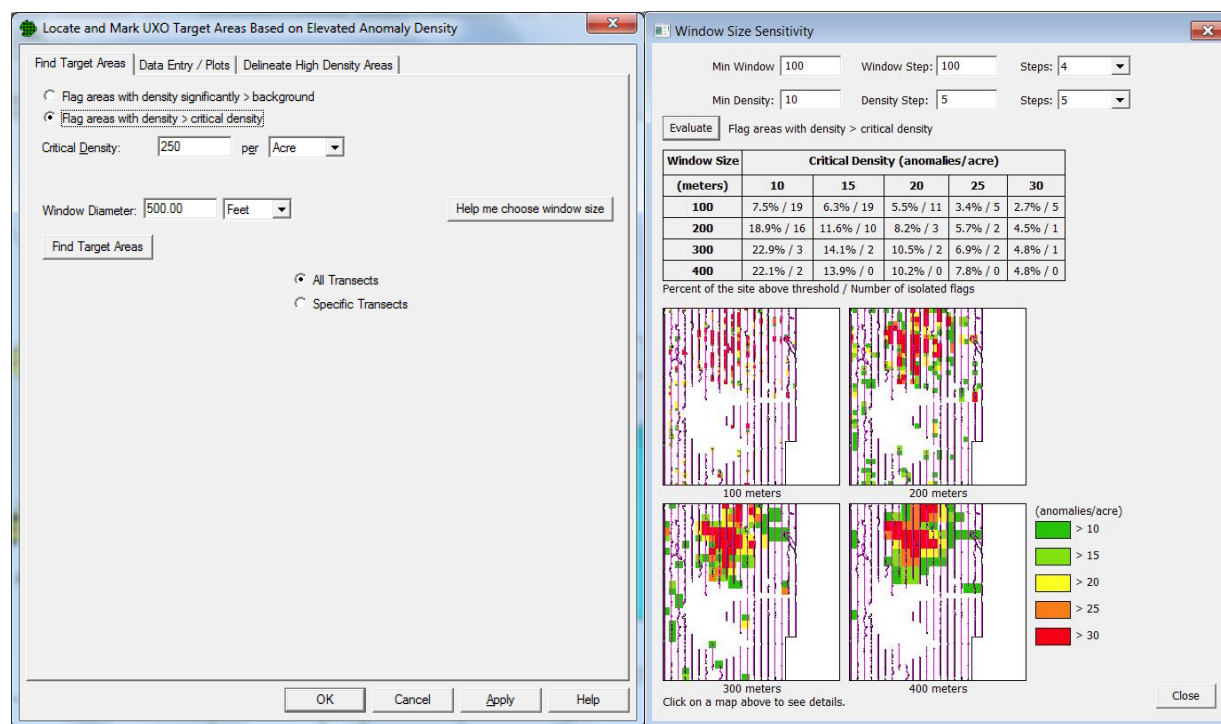 Locate and Mark UXO Target Areas Based on Elevated Anomaly Density
Find Target Areas Data Entry / Plots Delineate High Density Areas
Flag areas with density significantly > background
Flag areas with density > critical density
Critical Density: 250 per Acre
Window Diameter: 500.00 Feet Help me choose window size
Find Target Areas
All Transects
Specific Transects
OK Cancel Apply Help
Window Size Sensitivity
Min Window 100 Window Step: 100 Steps: 4
Min Density: 10 Density Step: 5 Steps: 5
Evaluate Flag areas with density > critical density
Window Size Critical Density (anomalies/acre)
(meters) 10 15 20 25 30
100 7.5% / 19 6.3% / 19 5.5% / 11 3.4% / 5 2.7% / 5
200 18.9% / 16 11.6% / 10 8.2% / 3 5.7% / 2 4.5% / 1
300 22.9% / 3 14.1% / 2 10.5% / 2 6.9% / 2 4.8% / 1
400 22.1% / 2 13.9% / 0 10.2% / 0 7.8% / 0 4.8% / 0
Percent of the site above threshold / Number of isolated flags
100 meters 200 meters
(anomalies/acre)
> 10
> 15
> 20
> 25
> 30
300 meters 400 meters
Click on a map above to see details.
Close